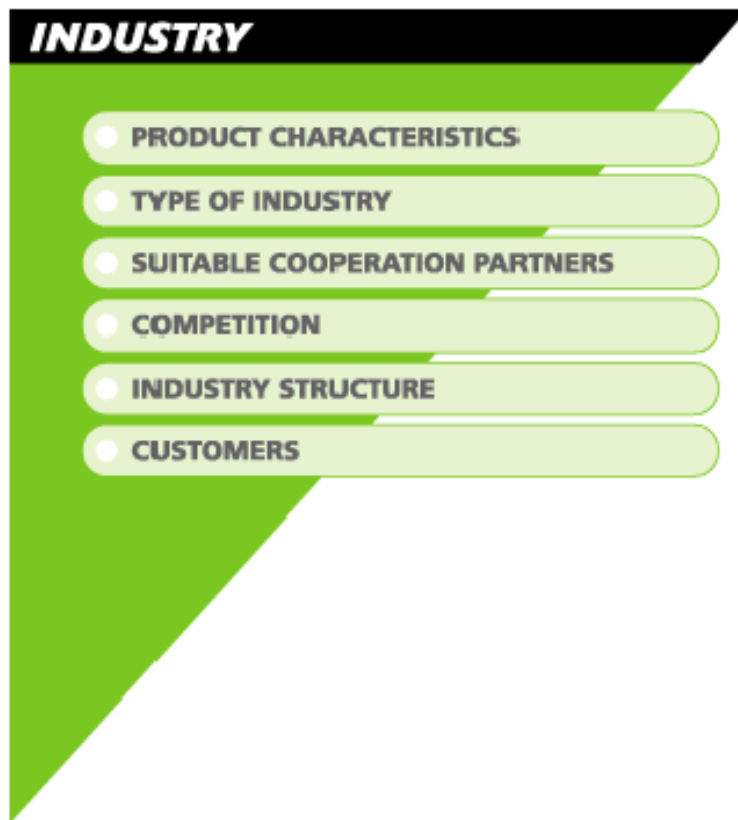 INDUSTRY
PRODUCT CHARACTERISTICS
TYPE OF INDUSTRY
SUITABLE COOPERATION PARTNERS
COMPETITION
INDUSTRY STRUCTURE
CUSTOMERS